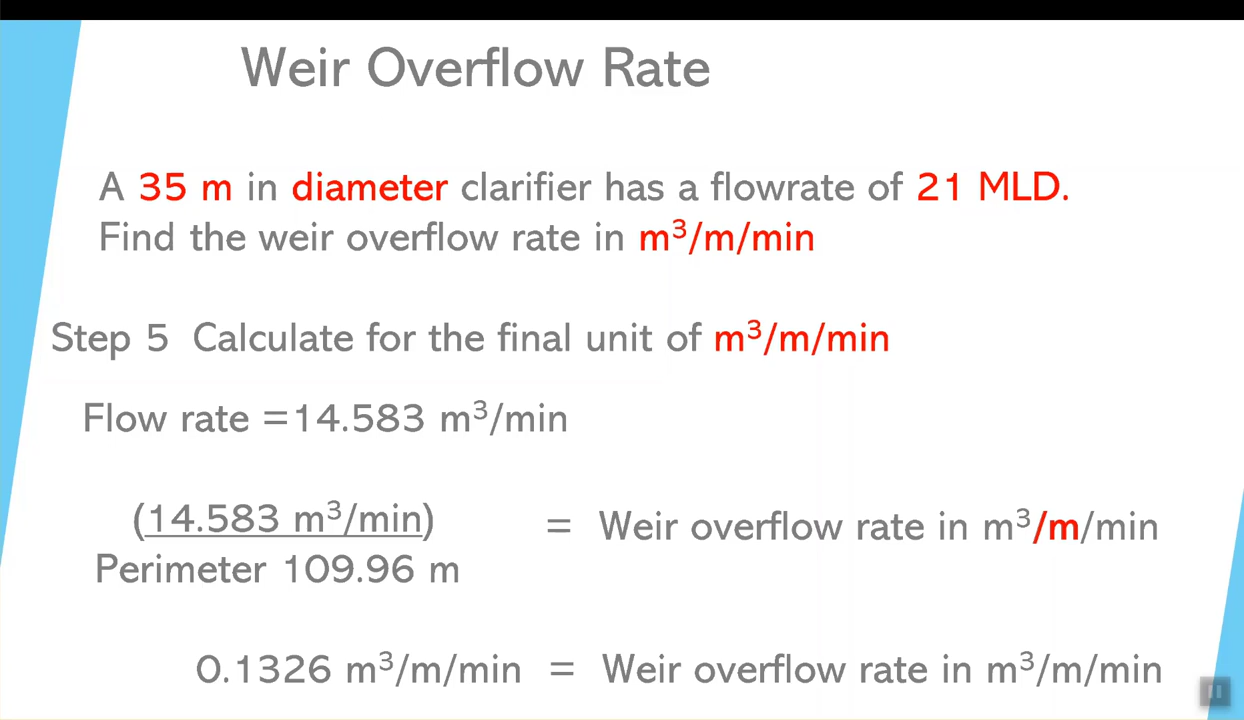 Weir Overflow Rate
A 35 m in diameter clarifier has a flowrate of 21 MLD.
Find the weir overflow rate in m³/m/min
Step 5 Calculate for the final unit of m³/m/min
Flow rate =14.583 m³/min
(14.583 m³/min) = Weir overflow rate in m³/m/min
Perimeter 109.96 m
0.1326 m³/m/min = Weir overflow rate in m³/m/min